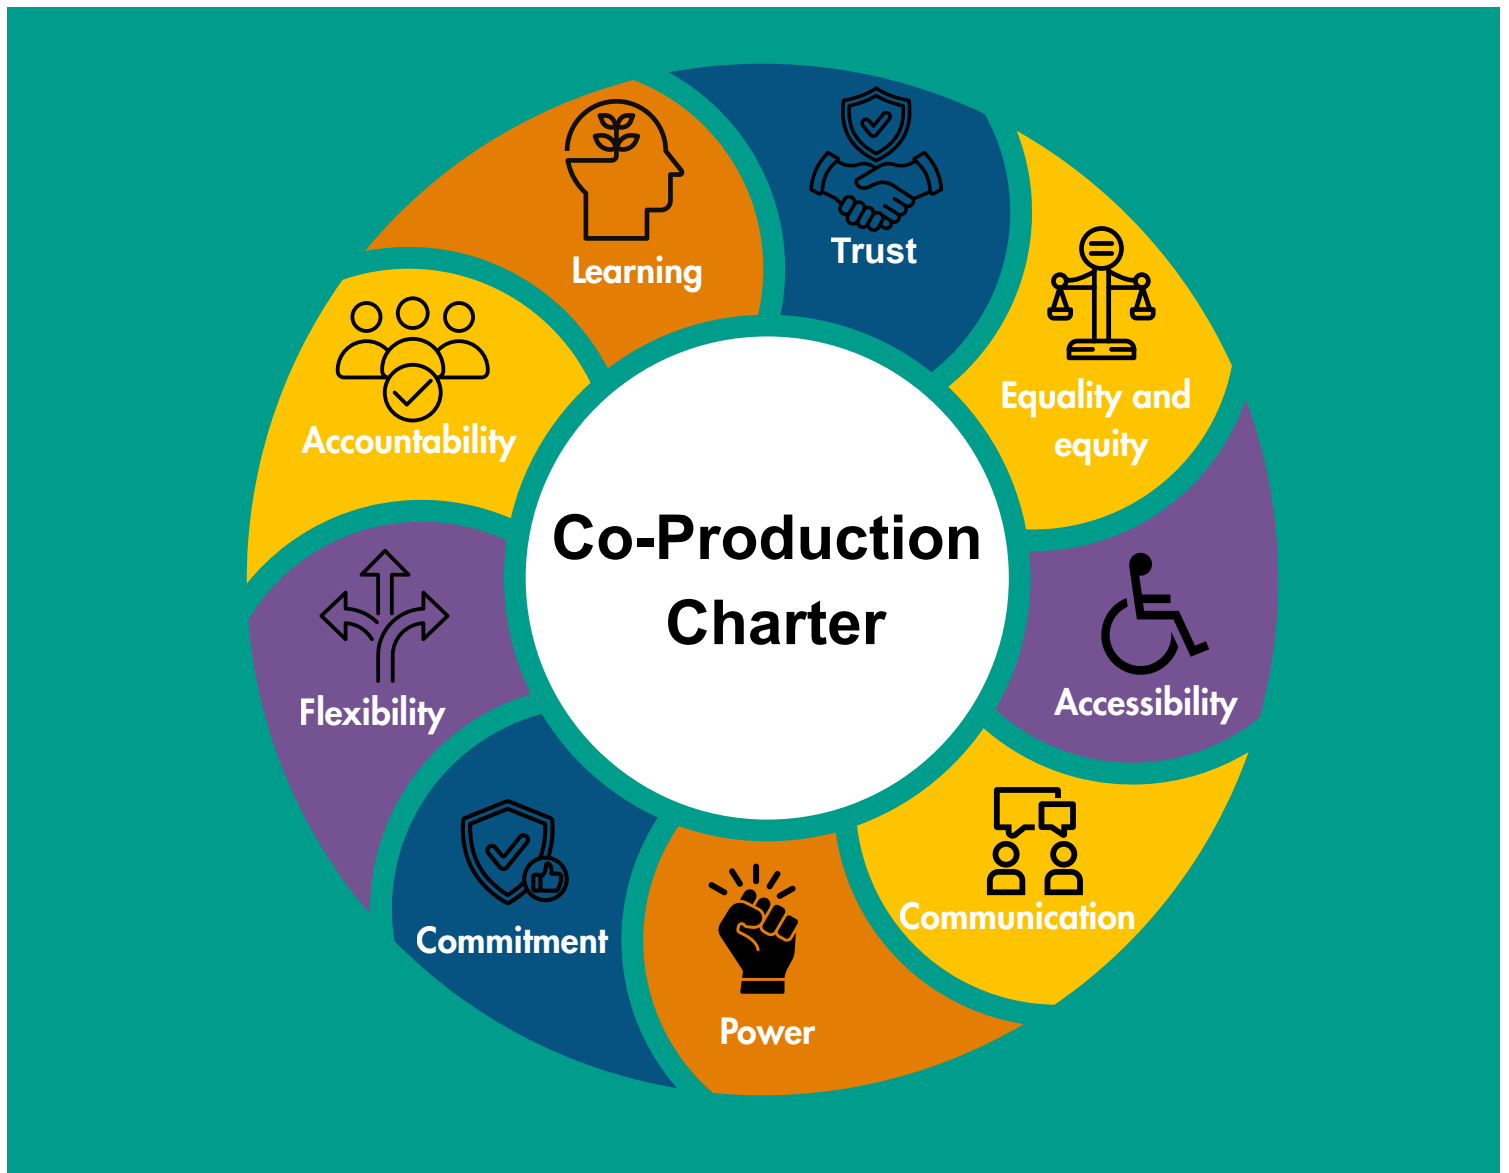 Co-Production
Charter
Trust
Equality and
equity
Accessibility
Communication
Power
Commitment
Flexibility
Accountability
Learning